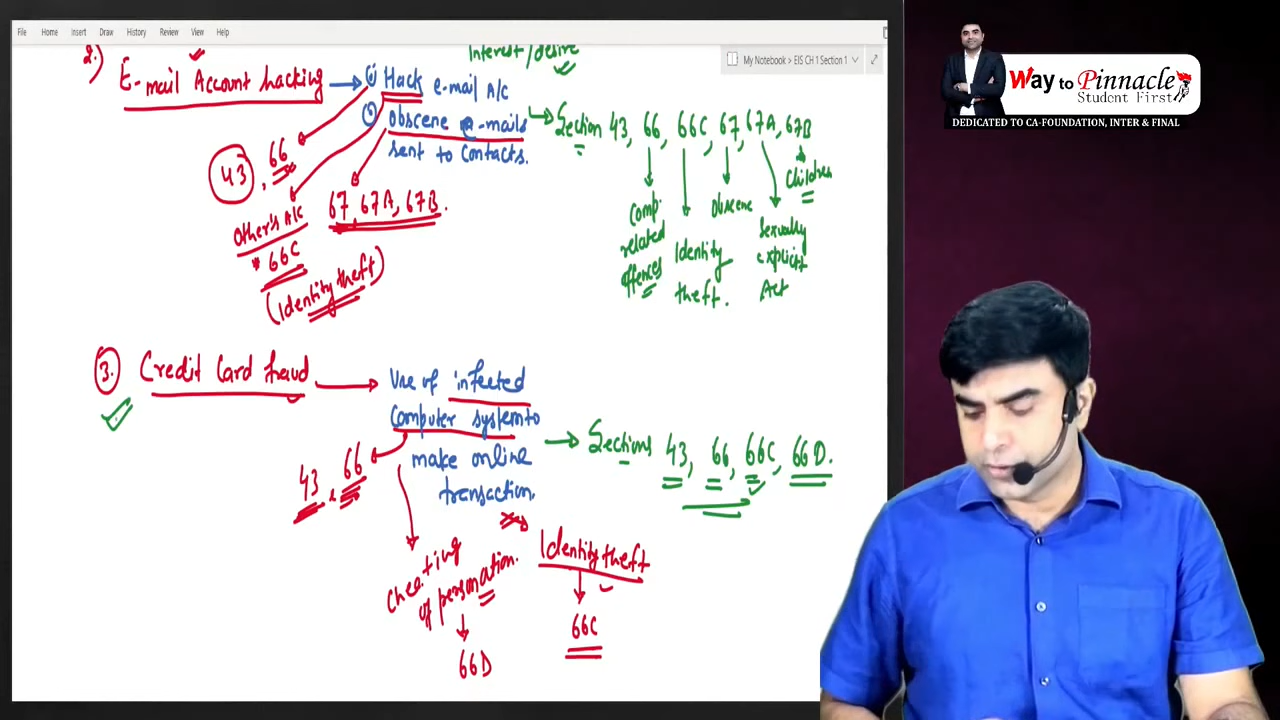 File Home Insert Draw History Review View Help
My Notebook > EIS CH 1 Section 1
Way to Pinnacle
Student First
DEDICATED TO CA-FOUNDATION, INTER & FINAL
Interest/desire
2.) E-mail Account hacking
① Hack e-mail A/c
② Obscene e-mails
sent to Contacts.
Section 43, 66, 66C, 67, 67A, 67B
43, 66
Other's A/c
* 66C
(Identity theft)
67, 67A, 67B.
Comp.
related
offences
Identity
theft.
Obscene
Sexually
explicit
Act
Children
3. Credit Card fraud
Use of infected
Computer system to
make online
transaction.
Sections 43, 66, 66C, 66D.
43, 66
Cheating
of personation.
66D
Identity theft
66C